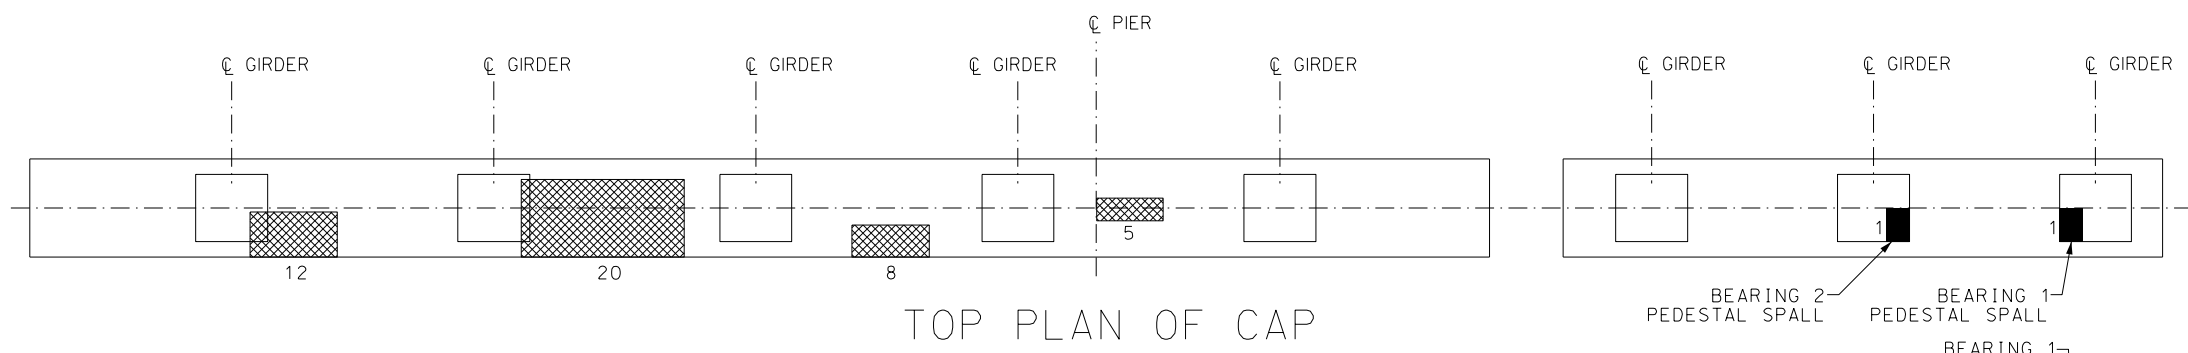 ℄ PIER
℄ GIRDER
℄ GIRDER
℄ GIRDER
℄ GIRDER
℄ GIRDER
℄ GIRDER
℄ GIRDER
℄ GIRDER
12
20
8
5
1
1
BEARING 2
PEDESTAL SPALL
BEARING 1
PEDESTAL SPALL
TOP PLAN OF CAP
BEARING 1